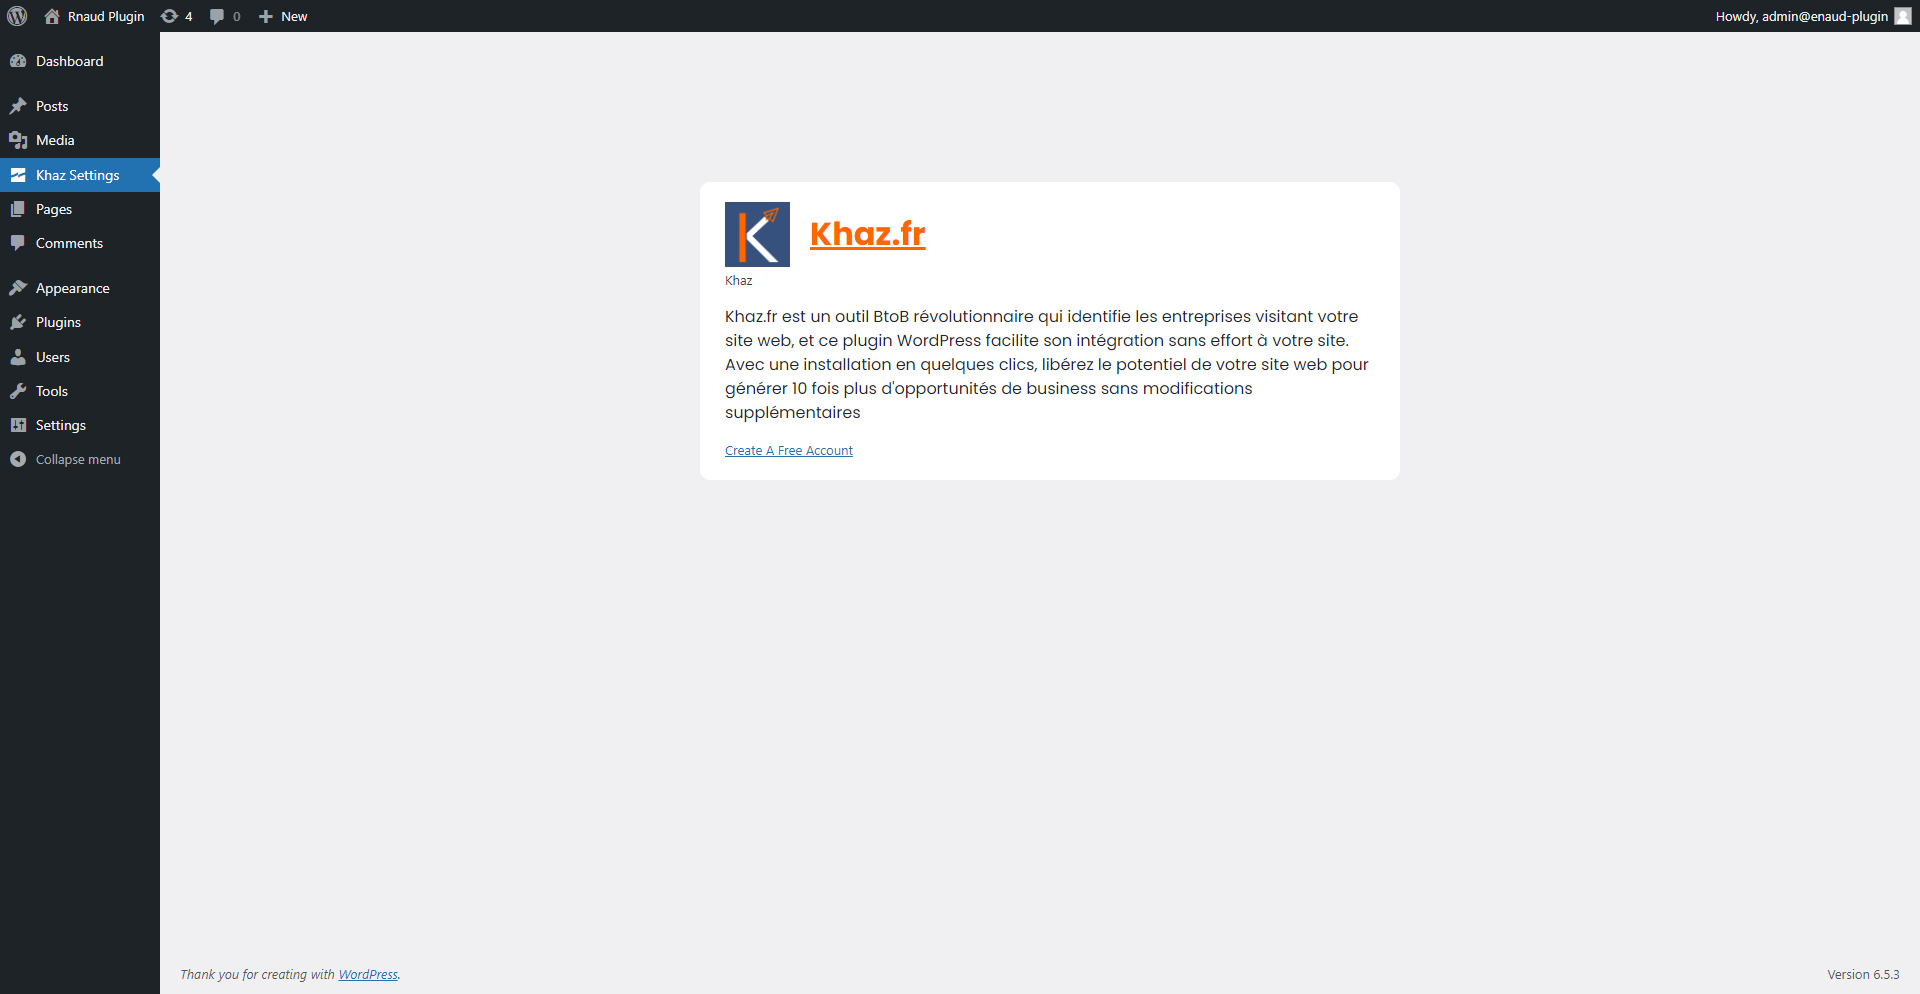 Rnaud Plugin 4 0 New Howdy, admin@enaud-plugin
Dashboard
Posts
Media
Khaz Settings
Pages
Comments
Appearance
Plugins
Users
Tools
Settings
Collapse menu
Khaz.fr
Khaz
Khaz.fr est un outil BtoB révolutionnaire qui identifie les entreprises visitant votre
site web, et ce plugin WordPress facilite son intégration sans effort à votre site.
Avec une installation en quelques clics, libérez le potentiel de votre site web pour
générer 10 fois plus d'opportunités de business sans modifications
supplémentaires
Create A Free Account
Thank you for creating with WordPress.
Version 6.5.3